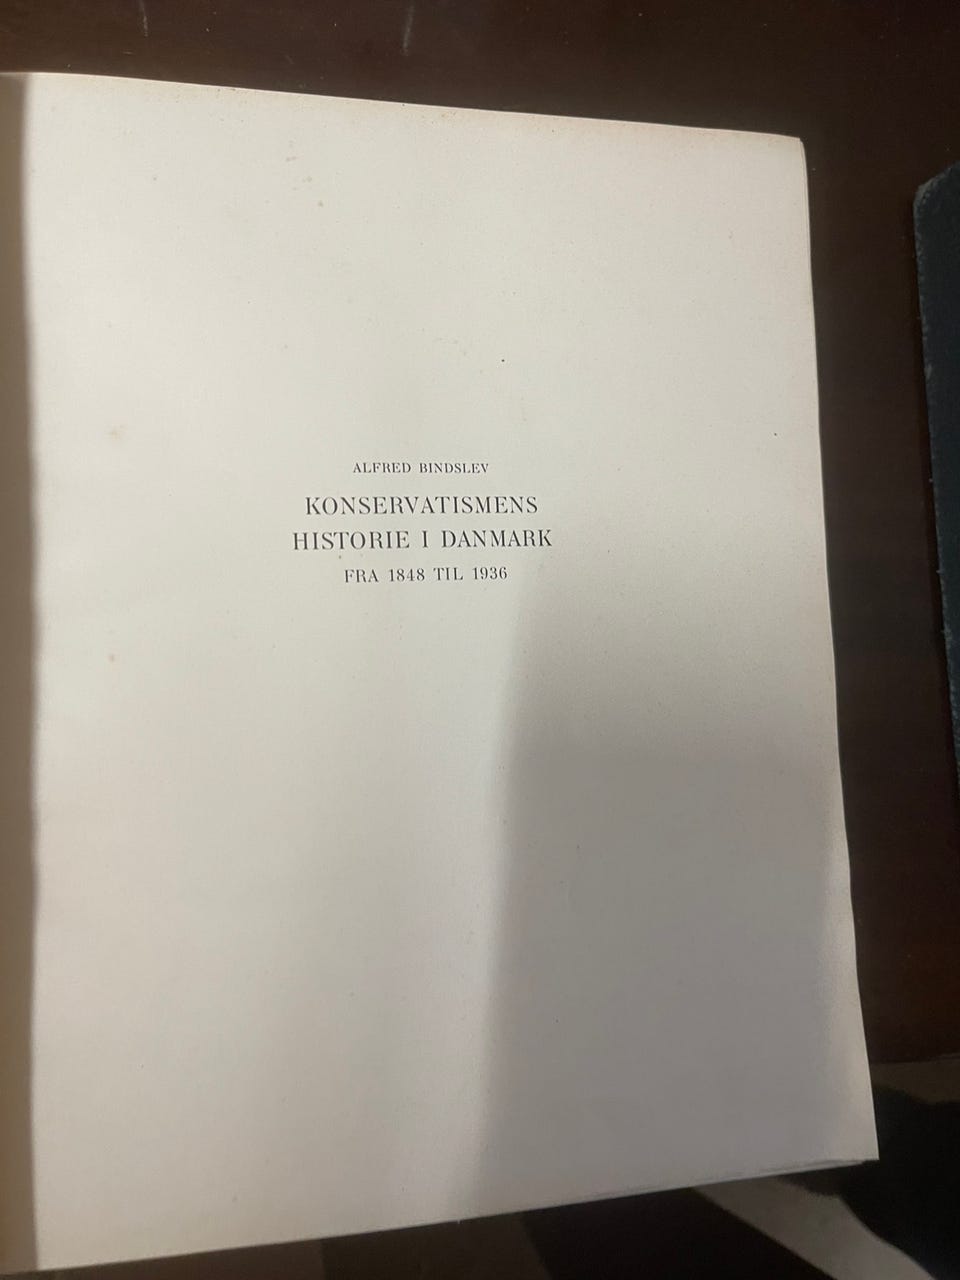 ALFRED BINDSLEV
KONSERVATISMENS
HISTORIE I DANMARK
FRA 1848 TIL 1936